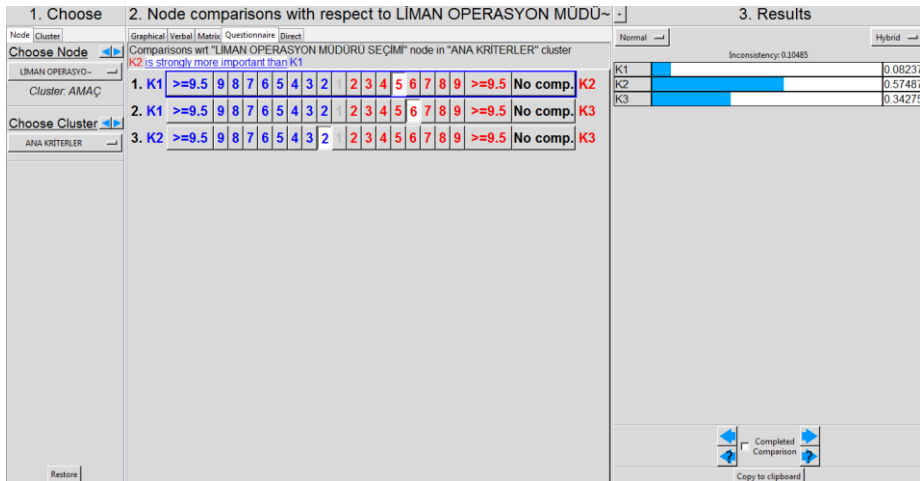 1. Choose
Node Cluster
Choose Node
LİMAN OPERASYO~
Cluster: AMAÇ
Choose Cluster
ANA KRİTERLER
Restore
2. Node comparisons with respect to LİMAN OPERASYON MÜDÜ~
+
Graphical Verbal Matrix Questionnaire Direct
Comparisons wrt "LİMAN OPERASYON MÜDÜRÜ SEÇİMİ" node in "ANA KRİTERLER" cluster
K2 is strongly more important than K1
1. K1 >=9.5 9 8 7 6 5 4 3 2 1 2 3 4 5 6 7 8 9 >=9.5 No comp. K2
2. K1 >=9.5 9 8 7 6 5 4 3 2 1 2 3 4 5 6 7 8 9 >=9.5 No comp. K3
3. K2 >=9.5 9 8 7 6 5 4 3 2 1 2 3 4 5 6 7 8 9 >=9.5 No comp. K3
3. Results
Normal Hybrid
Inconsistency: 0.10485
K1 0.08237
K2 0.57487
K3 0.34275
Completed
Comparison
? ?
Copy to clipboard